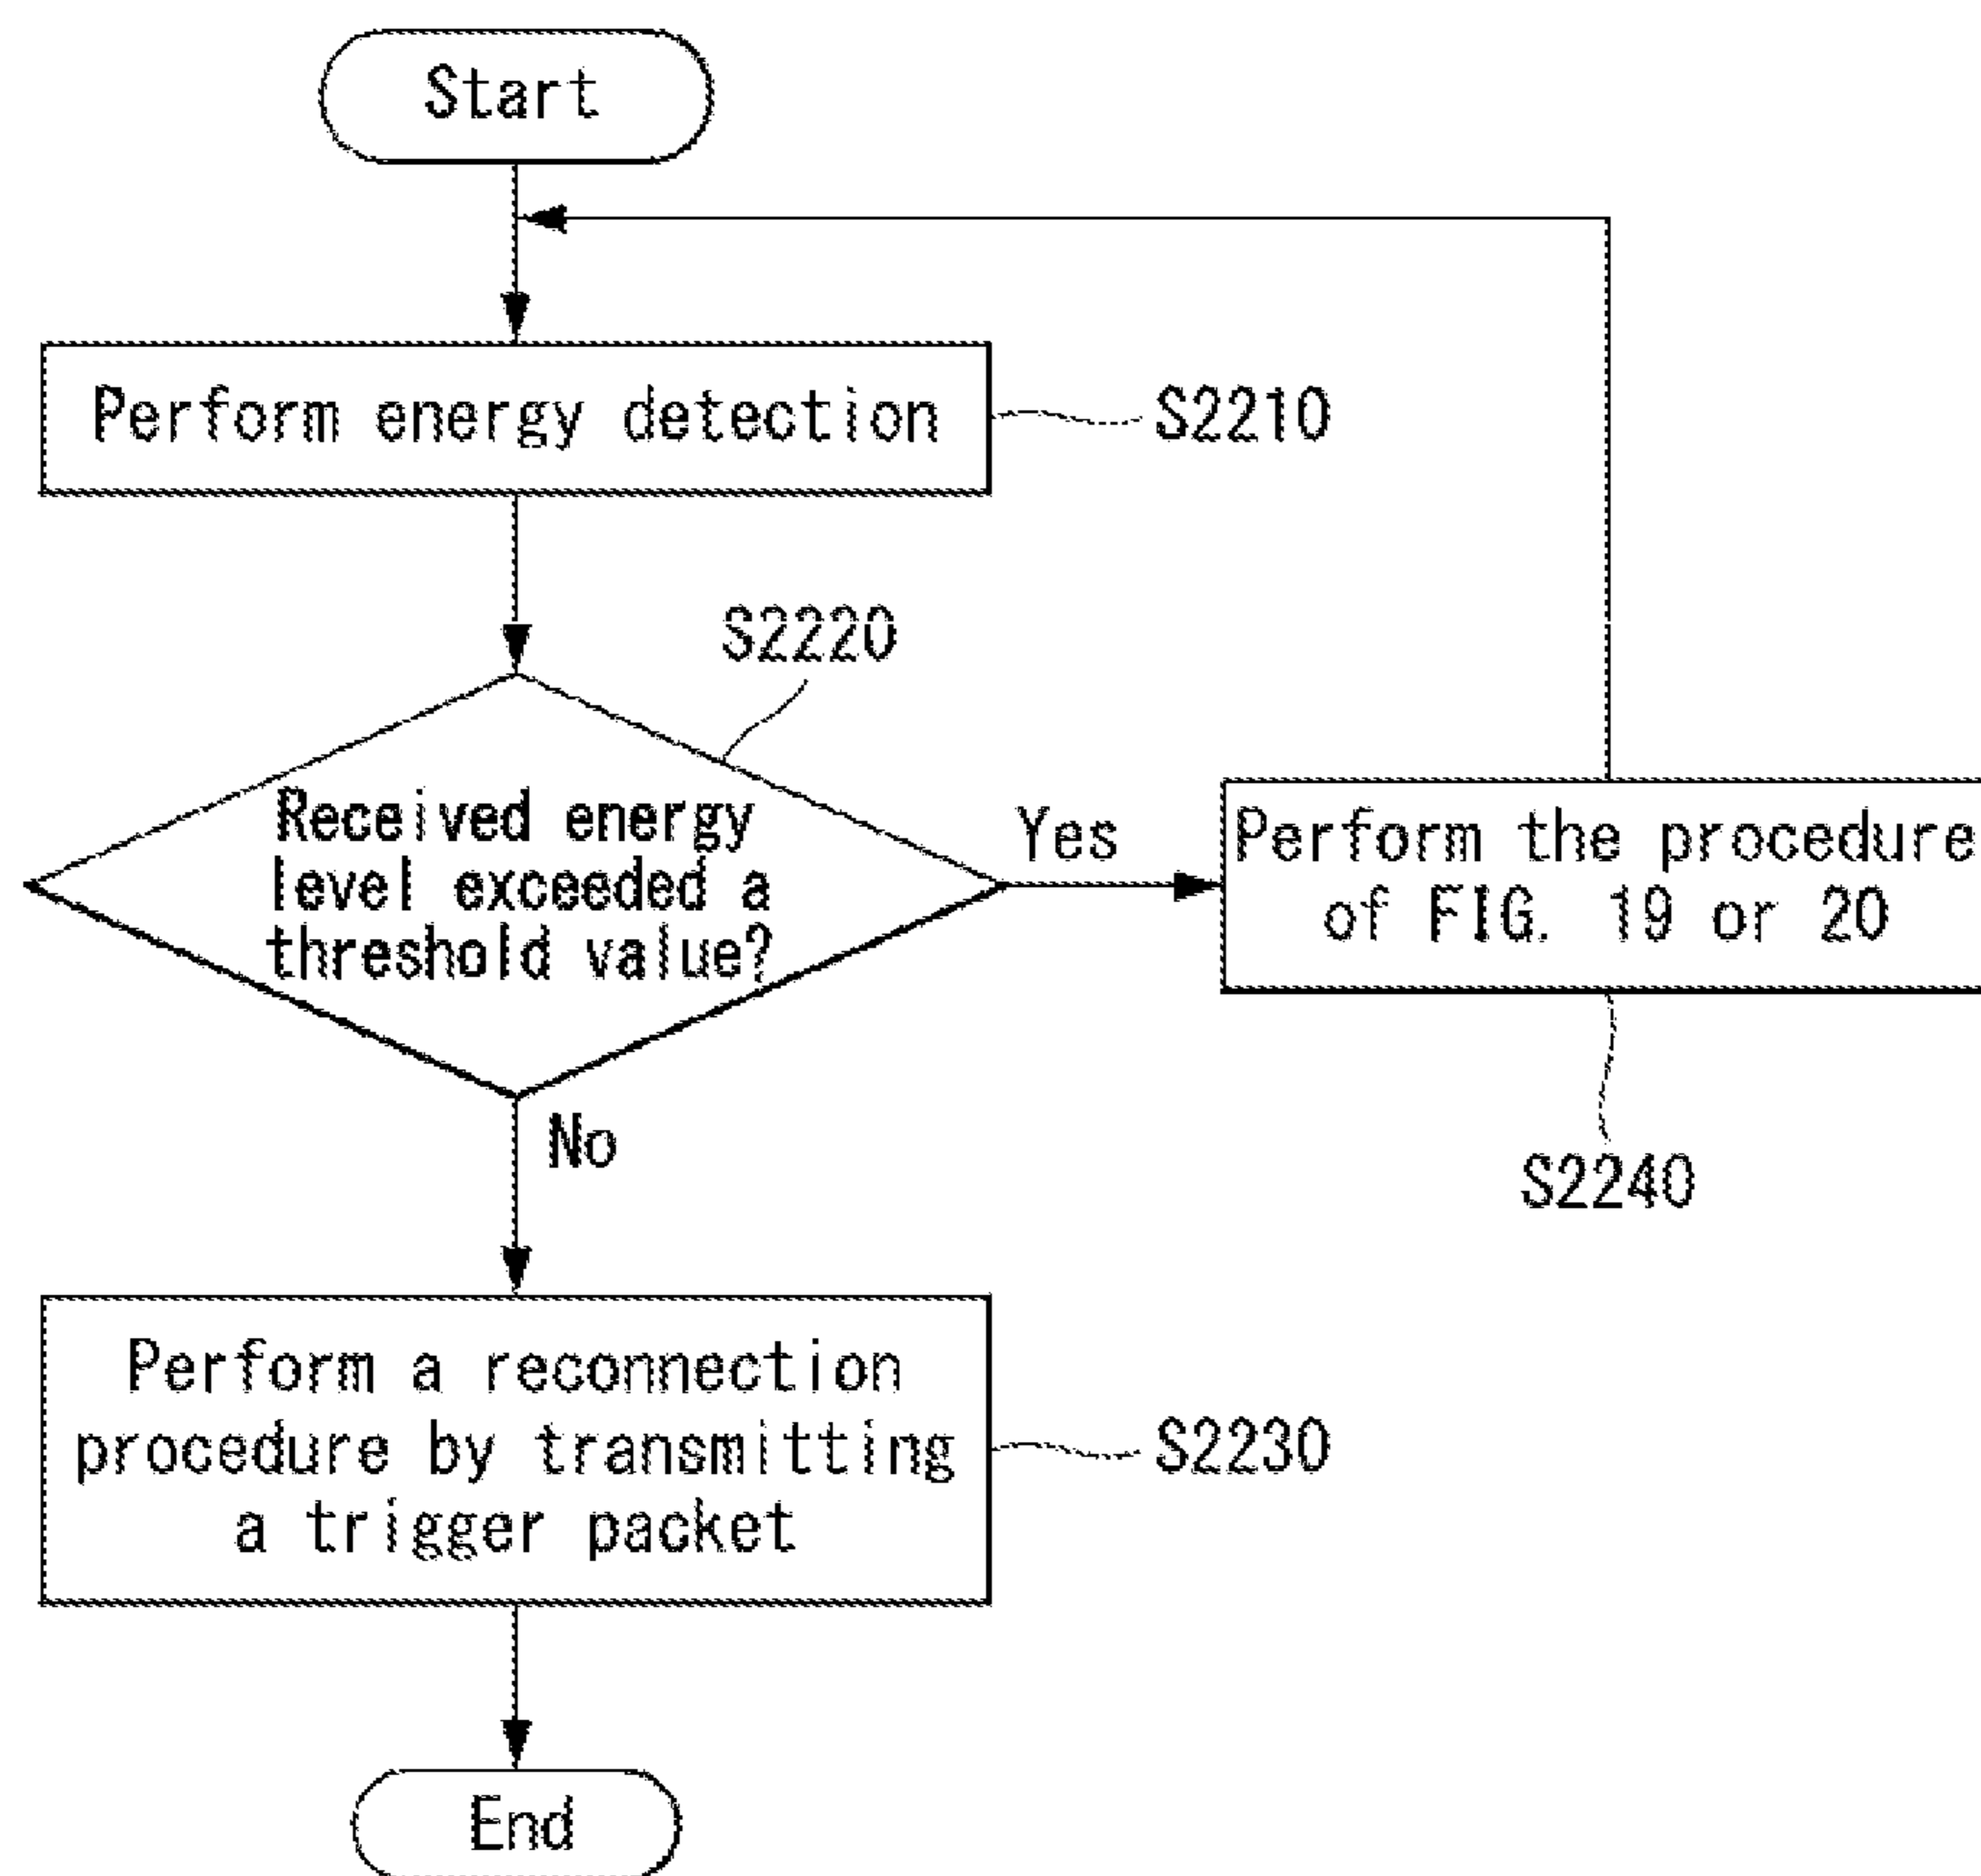 Start
Perform energy detection
S2210
S2220
Received energy
level exceeded a
threshold value?
Yes
Perform the procedure
of FIG. 19 or 20
S2240
No
Perform a reconnection
procedure by transmitting
a trigger packet
S2230
End